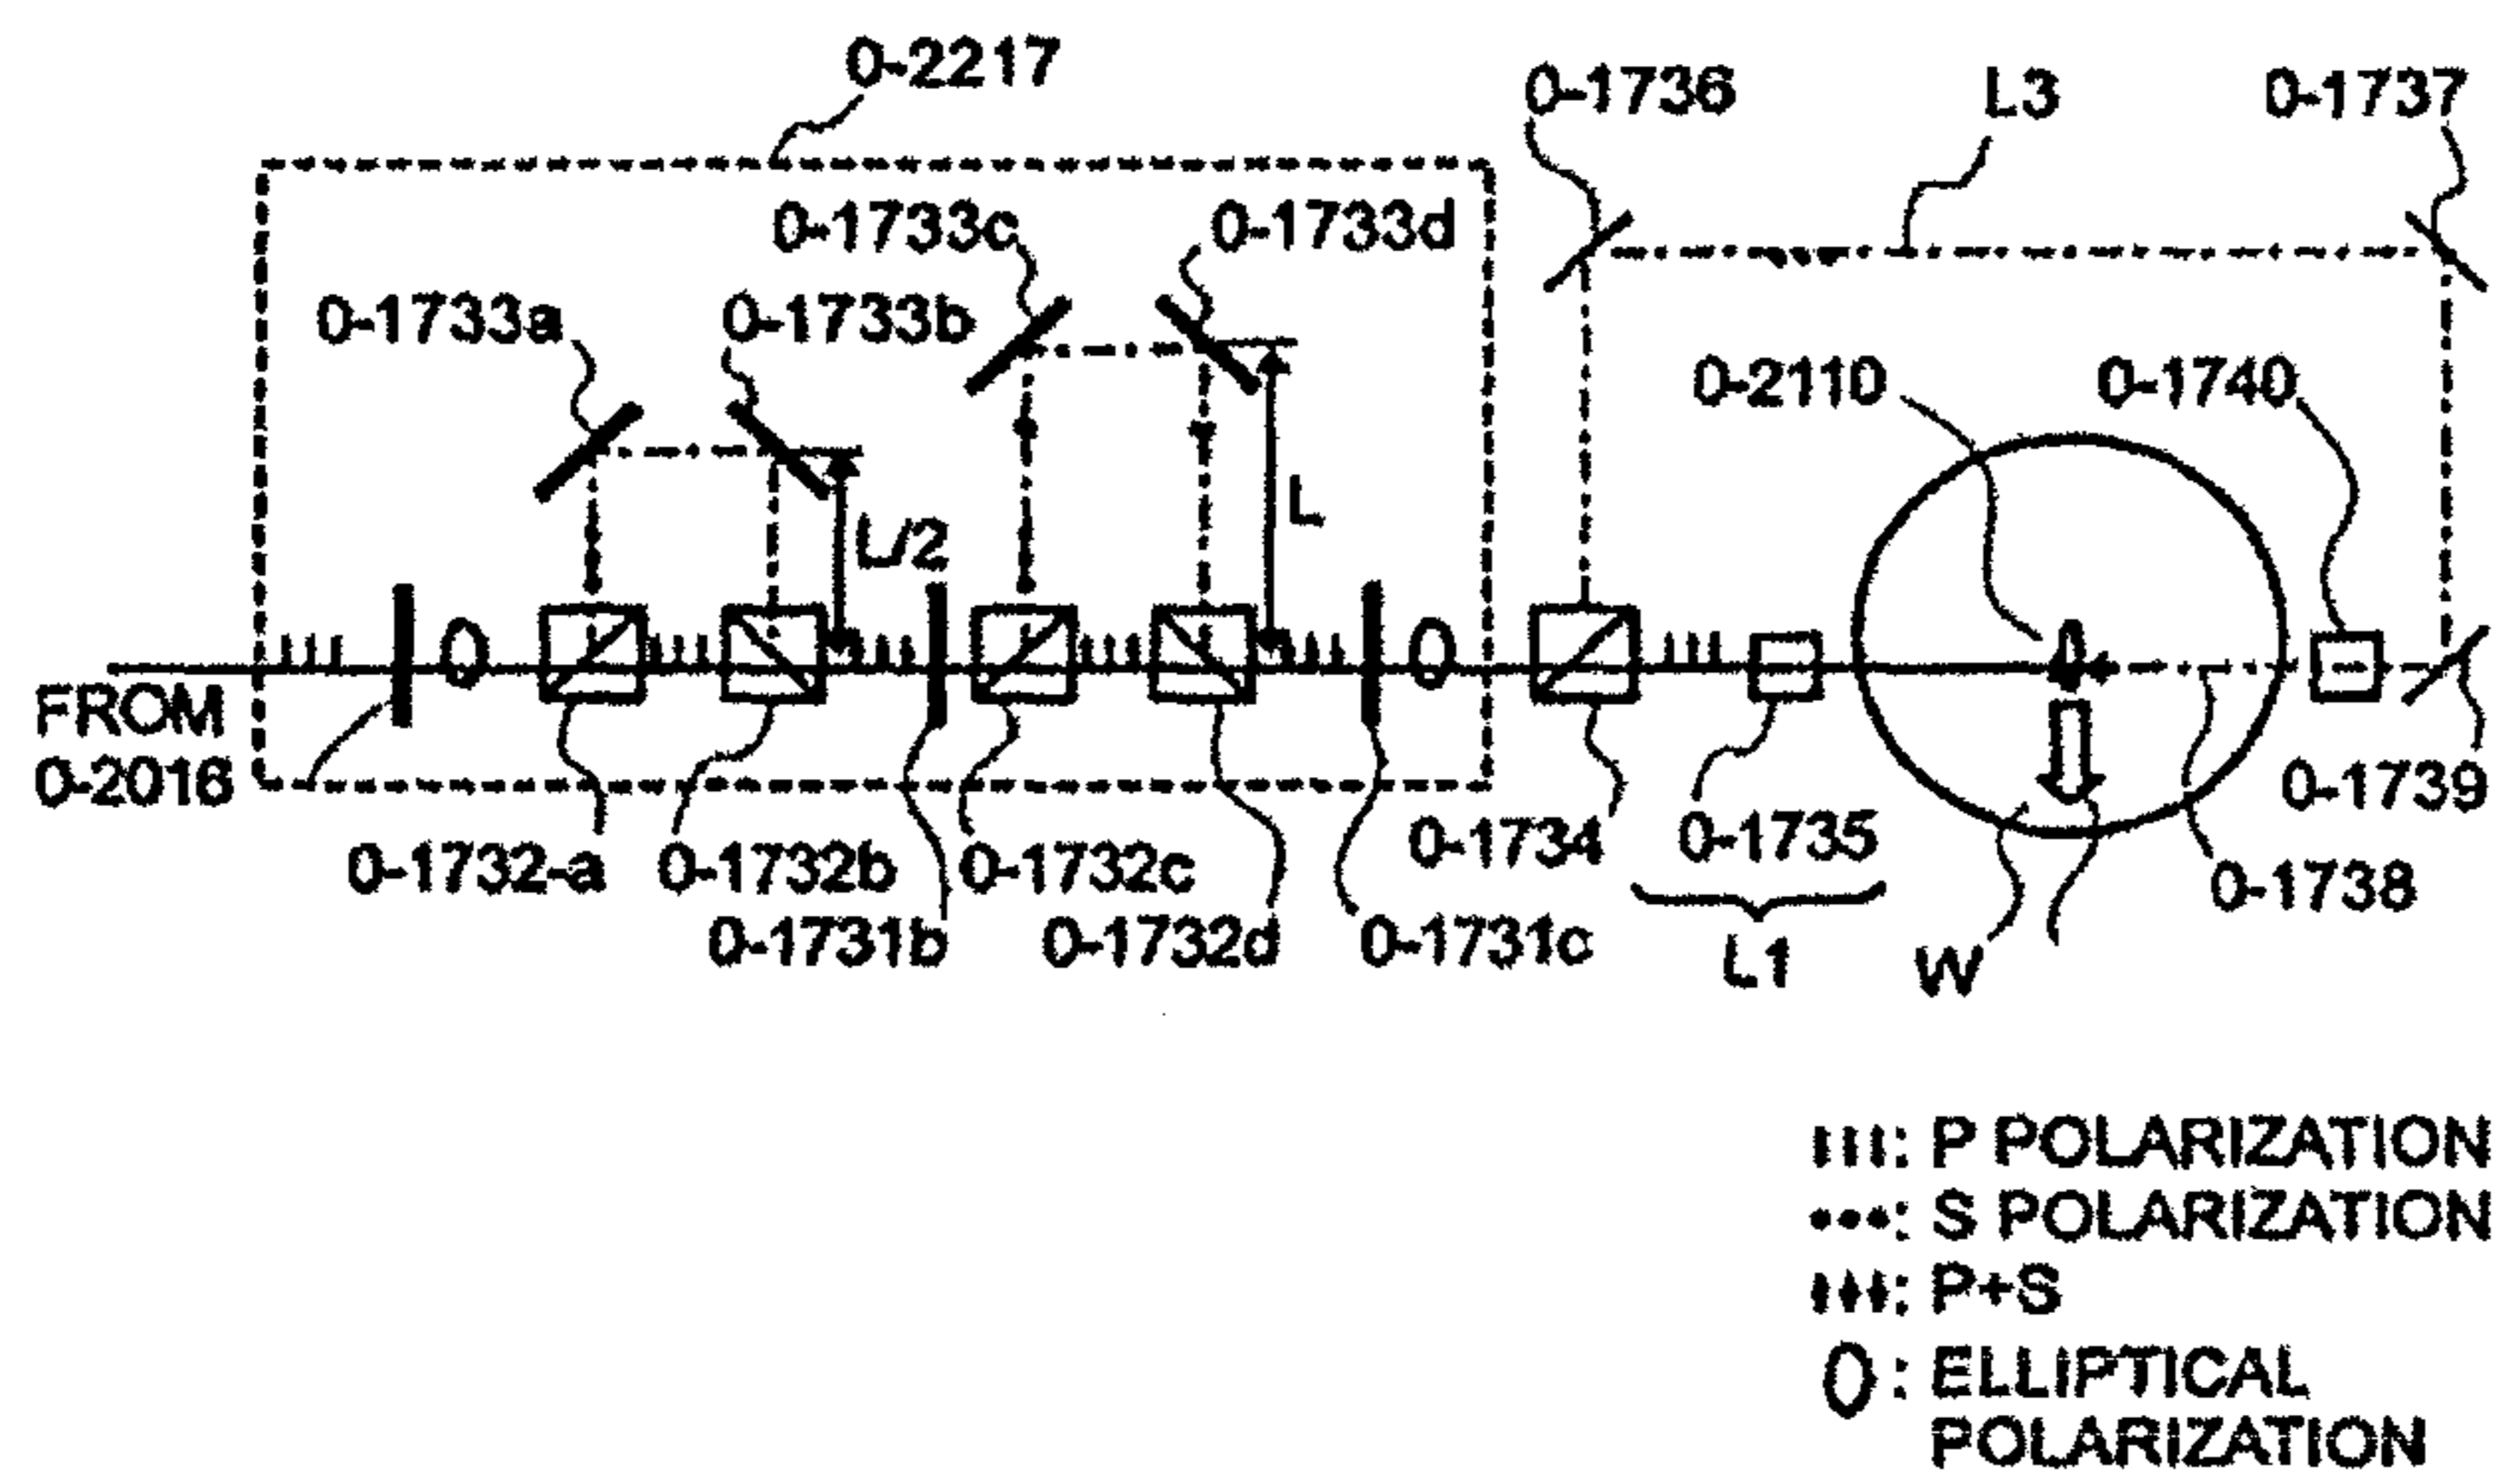 0-2217
0-1736
L3
0-1737
0-1733c
0-1733d
0-1733a
0-1733b
0-2110
0-1740
L/2
L
FROM
0-2016
0-1739
0-1734
0-1735
0-1732-a
0-1732b
0-1732c
0-1738
0-1731b
0-1732d
0-1731c
L1
W
: P POLARIZATION
: S POLARIZATION
: P+S
: ELLIPTICAL
POLARIZATION